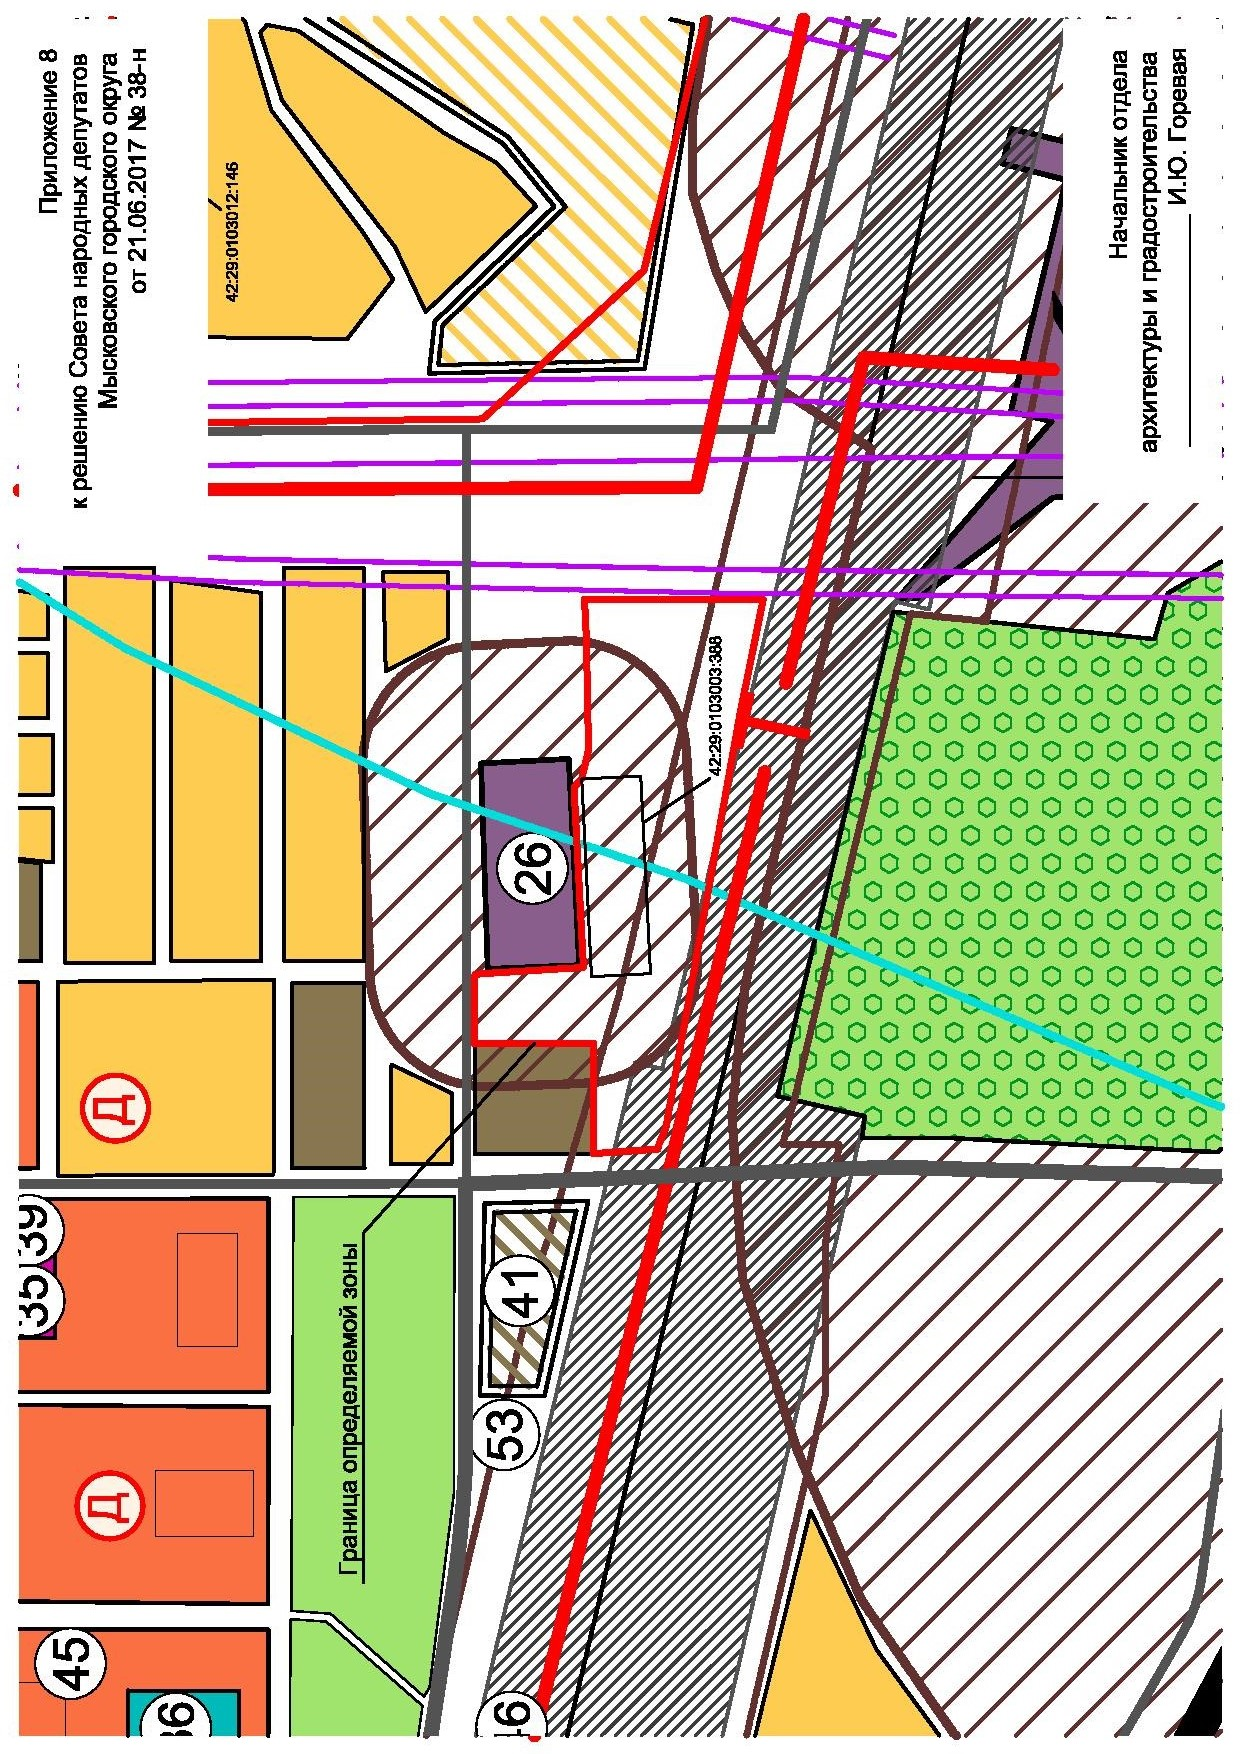 Приложение 8
к решению Совета народных депутатов
Мысковского городского округа
от 21.06.2017 № 38-н
42:29:0103012:146
Начальник отдела
архитектуры и градостроительства
И.Ю. Горевая
42:29:0103003:388
26
Д
39
35
41
Граница определяемой зоны
53
Д
45